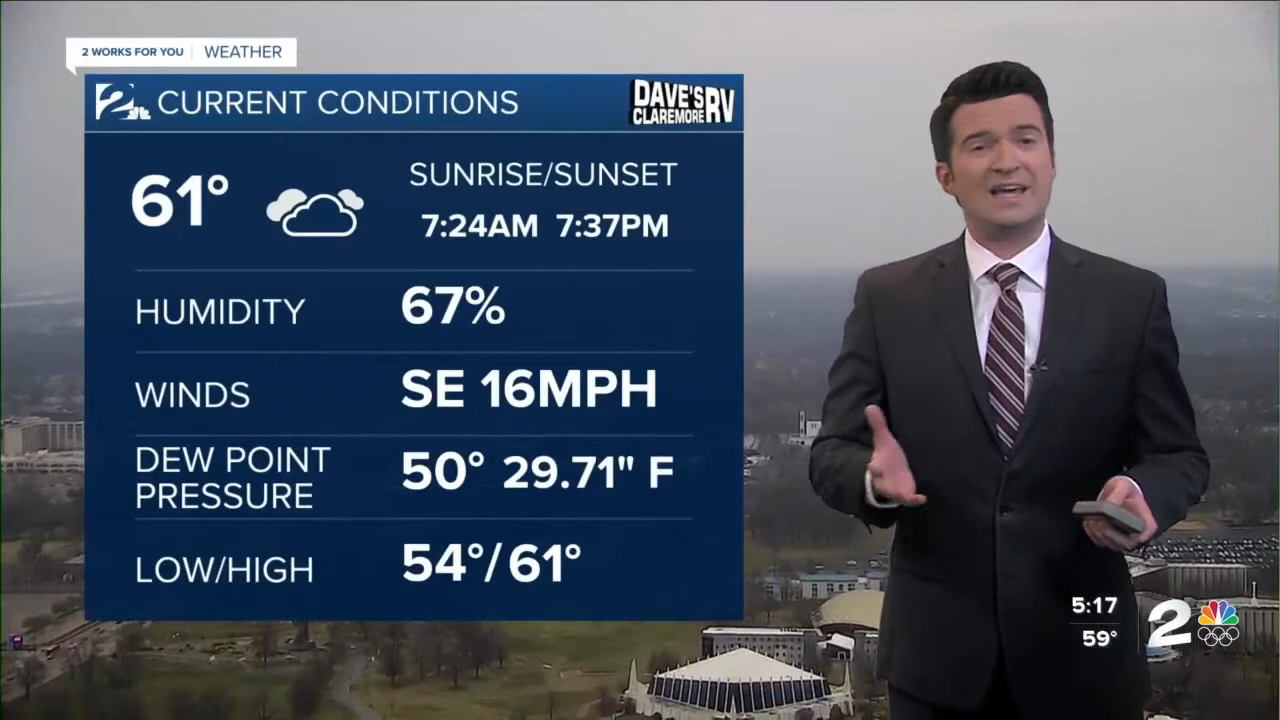 2 WORKS FOR YOU | WEATHER
2 CURRENT CONDITIONS
DAVE'S RV
CLAREMORE
61°
SUNRISE/SUNSET
7:24AM 7:37PM
HUMIDITY 67%
WINDS SE 16MPH
DEW POINT
PRESSURE
50° 29.71" F
LOW/HIGH 54°/61°
5:17
59°
2